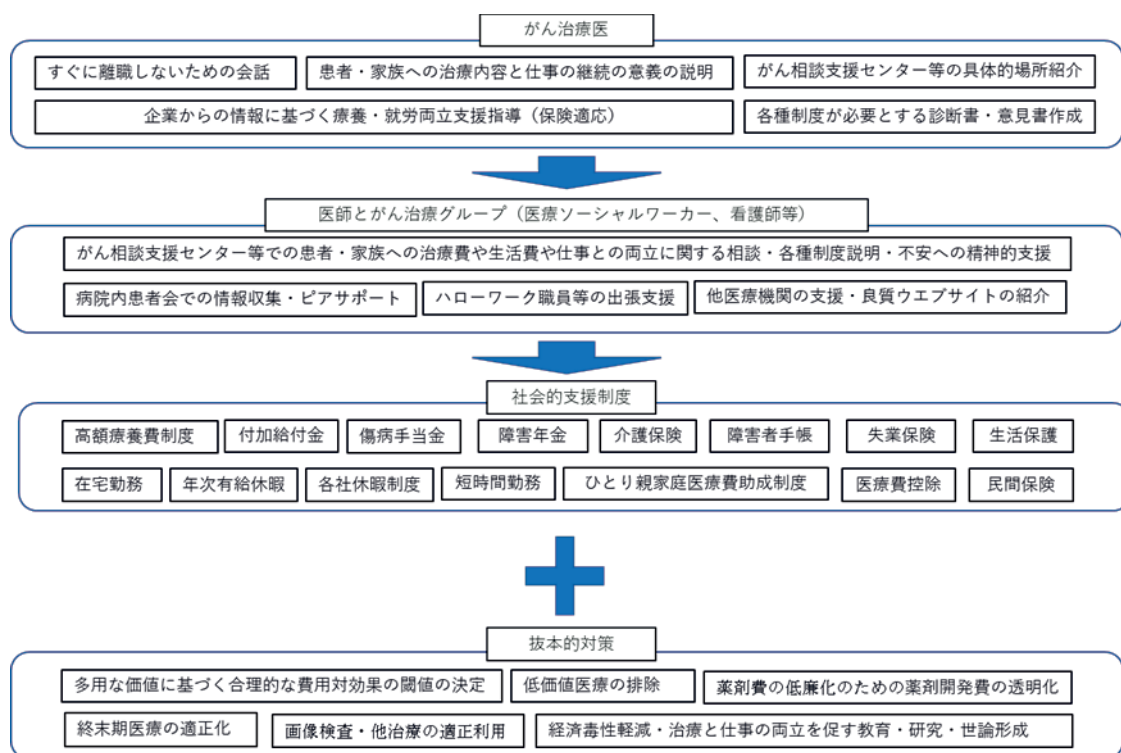 がん治療医
すぐに離職しないための会話
患者・家族への治療内容と仕事の継続の意義の説明
がん相談支援センター等の具体的場所紹介
企業からの情報に基づく療養・就労両立支援指導（保険適応）
各種制度が必要とする診断書・意見書作成
医師とがん治療グループ（医療ソーシャルワーカー、看護師等）
がん相談支援センター等での患者・家族への治療費や生活費や仕事との両立に関する相談・各種制度説明・不安への精神的支援
病院内患者会での情報収集・ピアサポート
ハローワーク職員等の出張支援
他医療機関の支援・良質ウエブサイトの紹介
社会的支援制度
高額療養費制度
付加給付金
傷病手当金
障害年金
介護保険
障害者手帳
失業保険
生活保護
在宅勤務
年次有給休暇
各社休暇制度
短時間勤務
ひとり親家庭医療費助成制度
医療費控除
民間保険
抜本的対策
多用な価値に基づく合理的な費用対効果の閾値の決定
低価値医療の排除
薬剤費の低廉化のための薬剤開発費の透明化
終末期医療の適正化
画像検査・他治療の適正利用
経済毒性軽減・治療と仕事の両立を促す教育・研究・世論形成